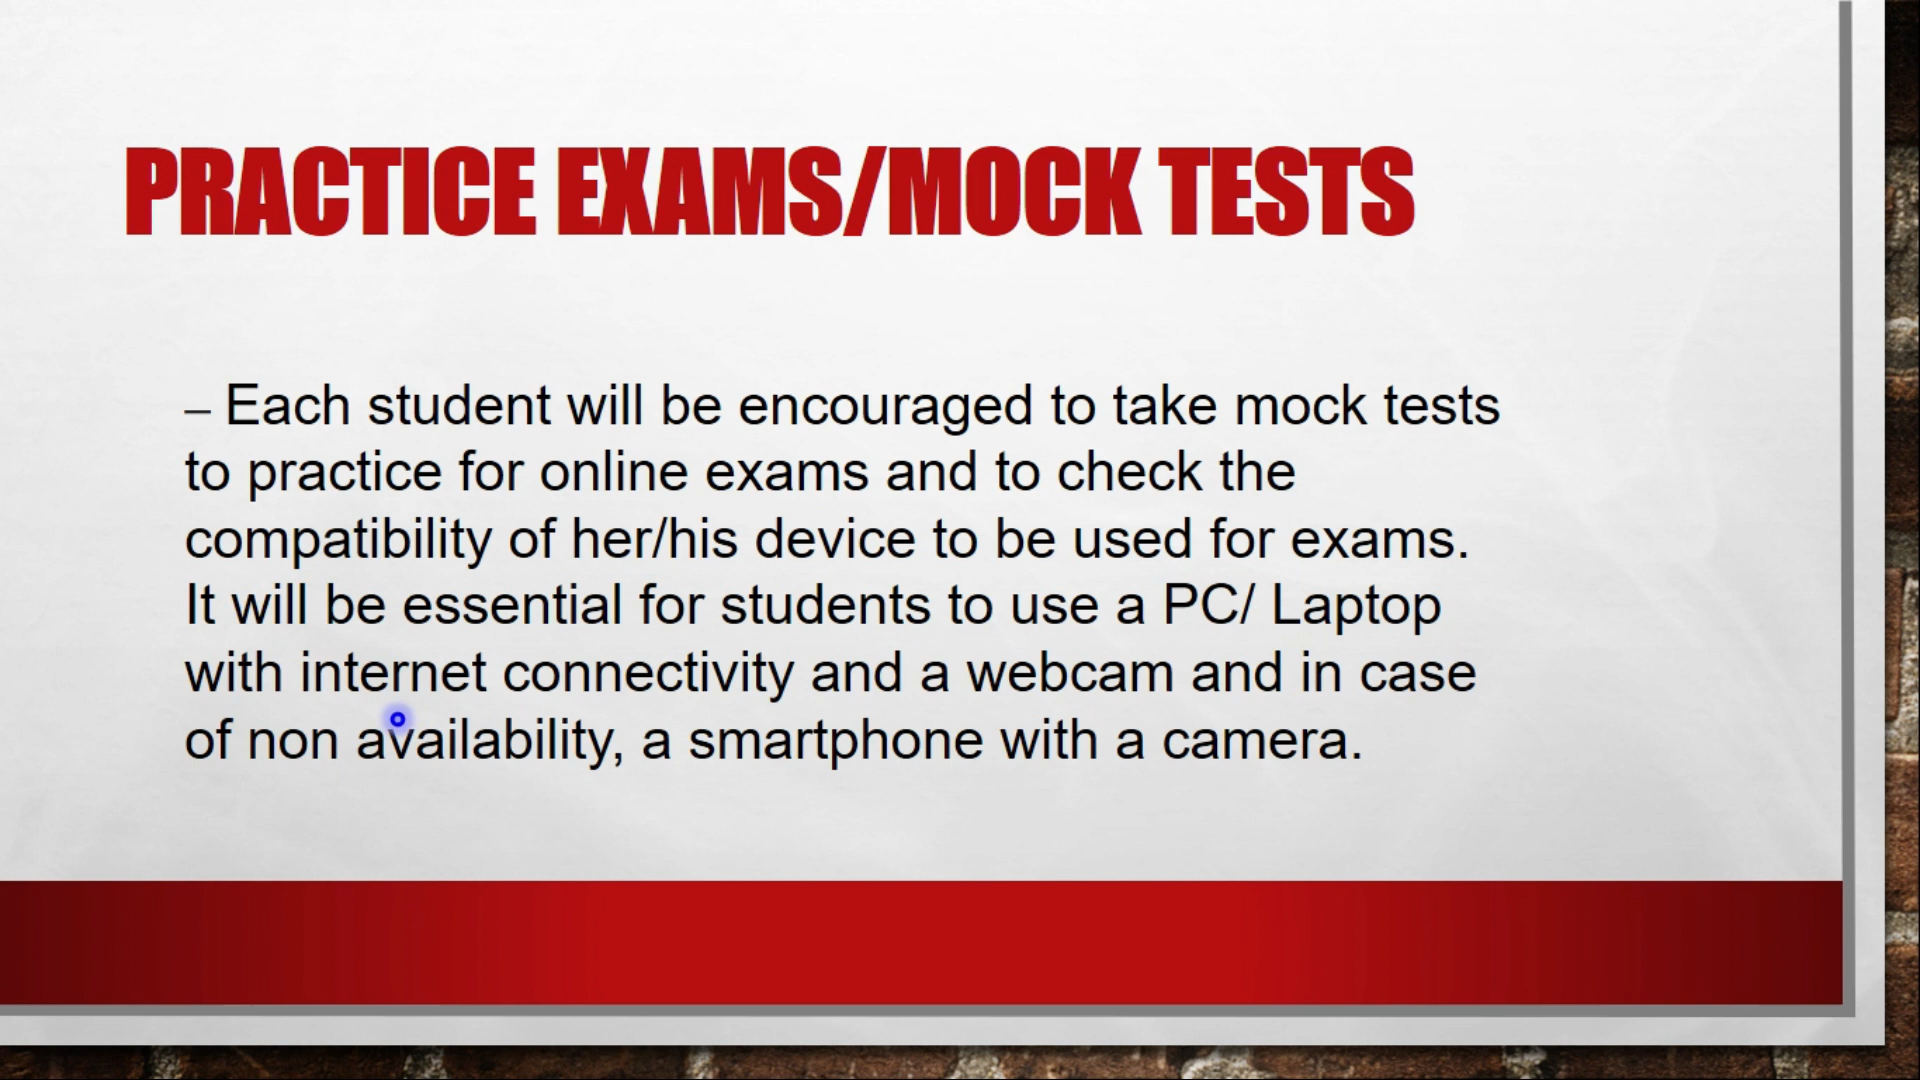 PRACTICE EXAMS/MOCK TESTS
– Each student will be encouraged to take mock tests
to practice for online exams and to check the
compatibility of her/his device to be used for exams.
It will be essential for students to use a PC/ Laptop
with internet connectivity and a webcam and in case
of non availability, a smartphone with a camera.